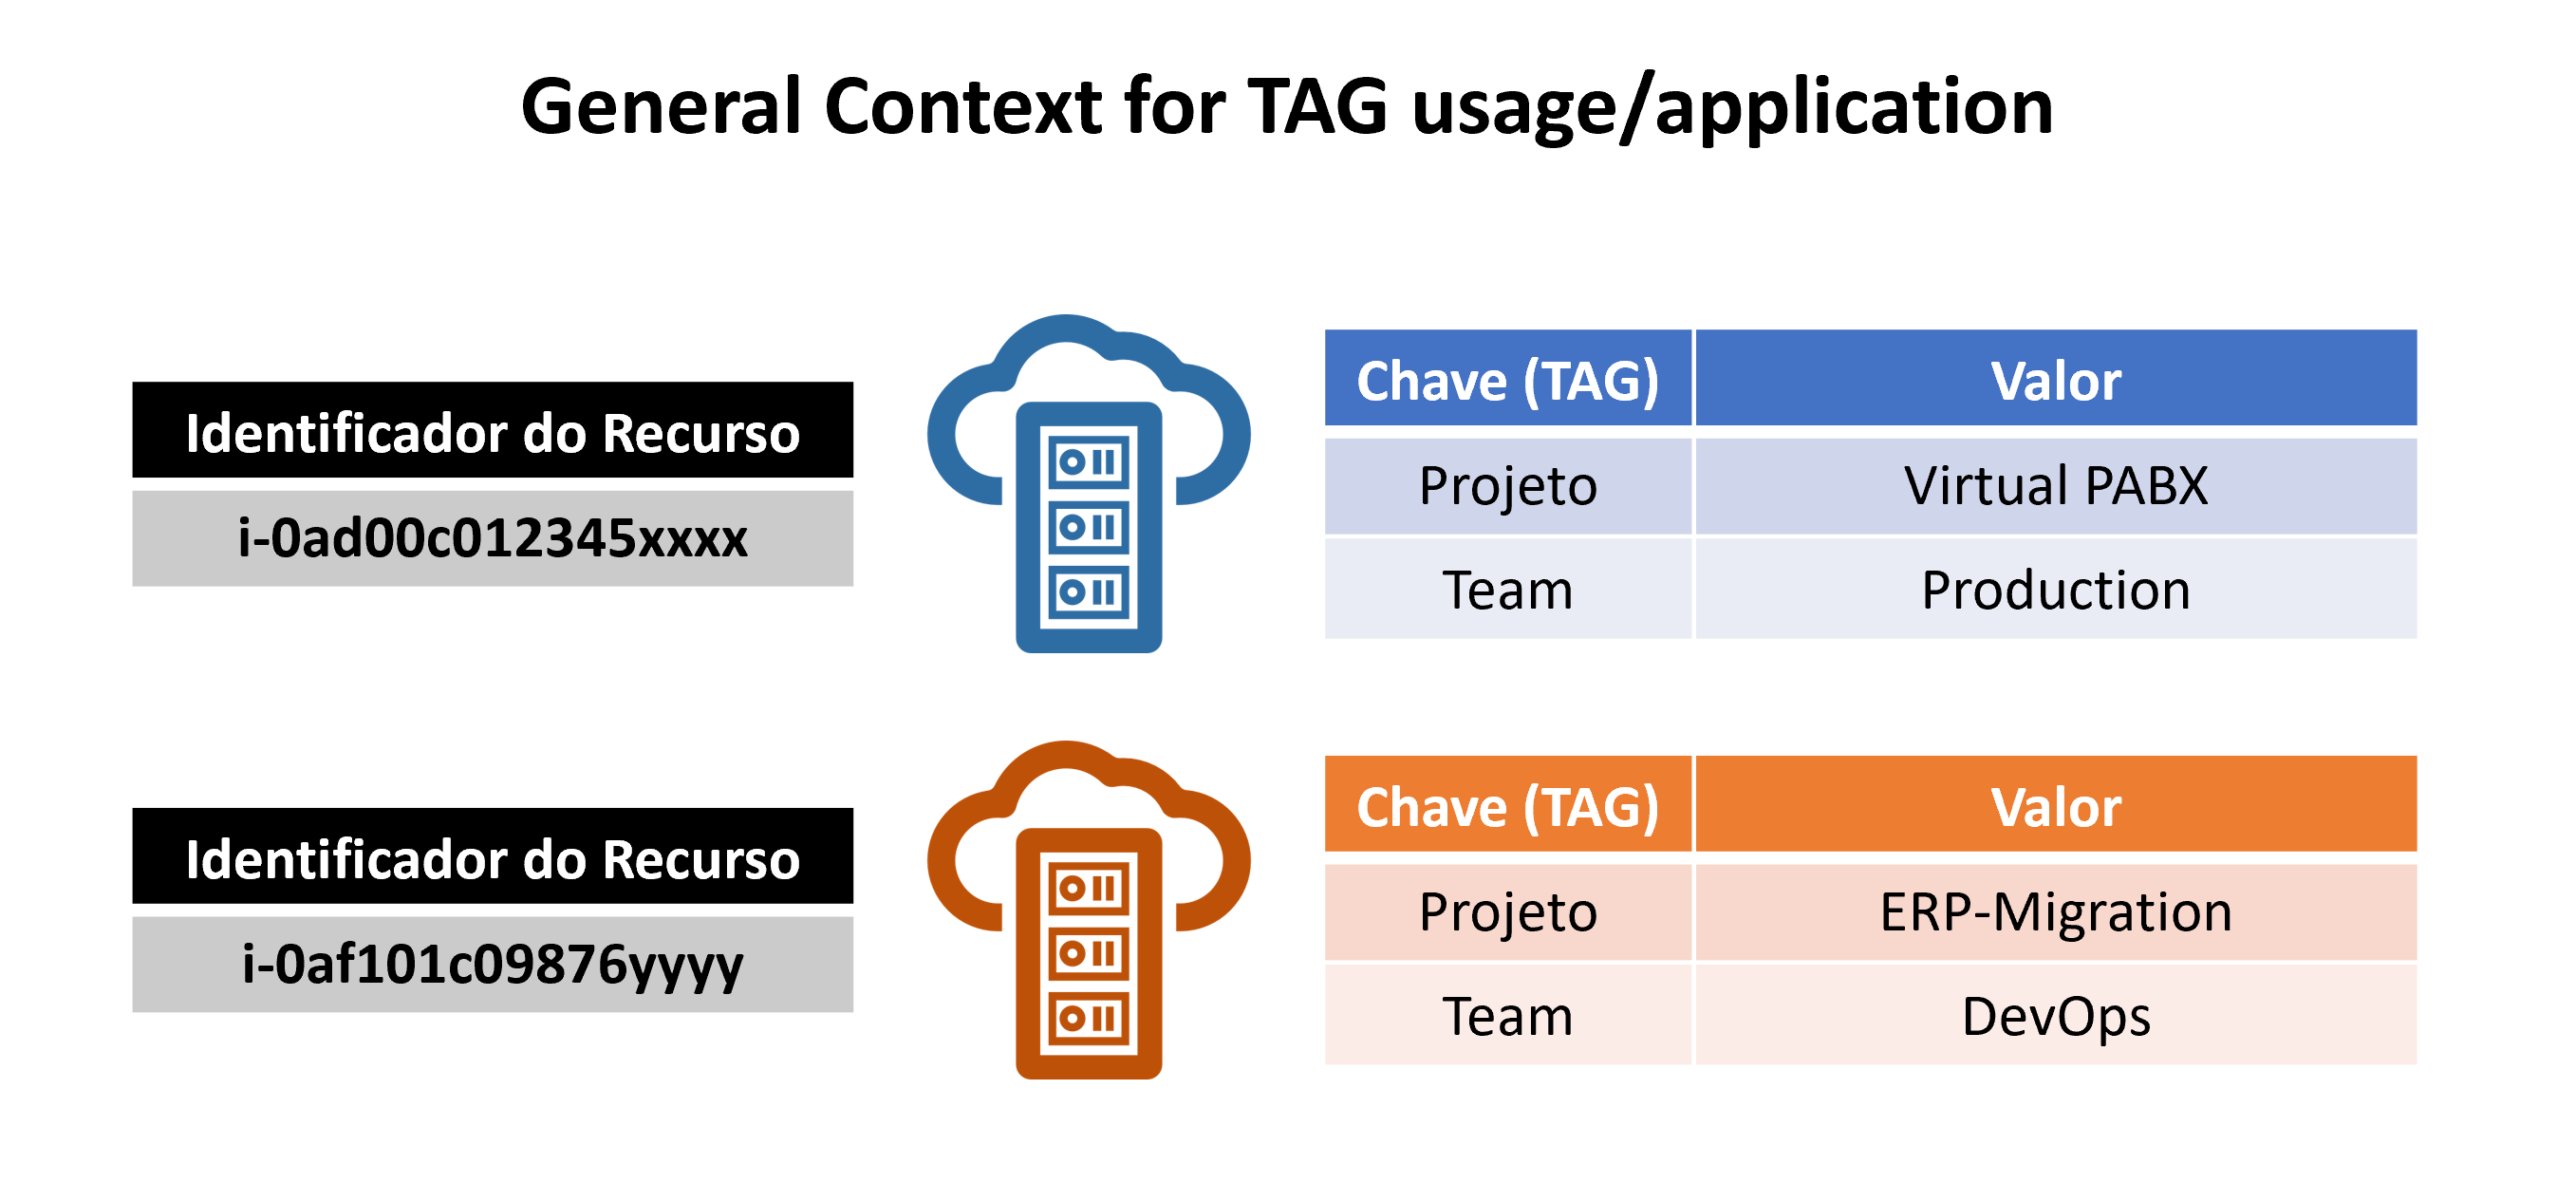 General Context for TAG usage/application
Identificador do Recurso
i-0ad00c012345xxxx
Chave (TAG) Valor
Projeto Virtual PABX
Team Production
Identificador do Recurso
i-0af101c09876yyyy
Chave (TAG) Valor
Projeto ERP-Migration
Team DevOps